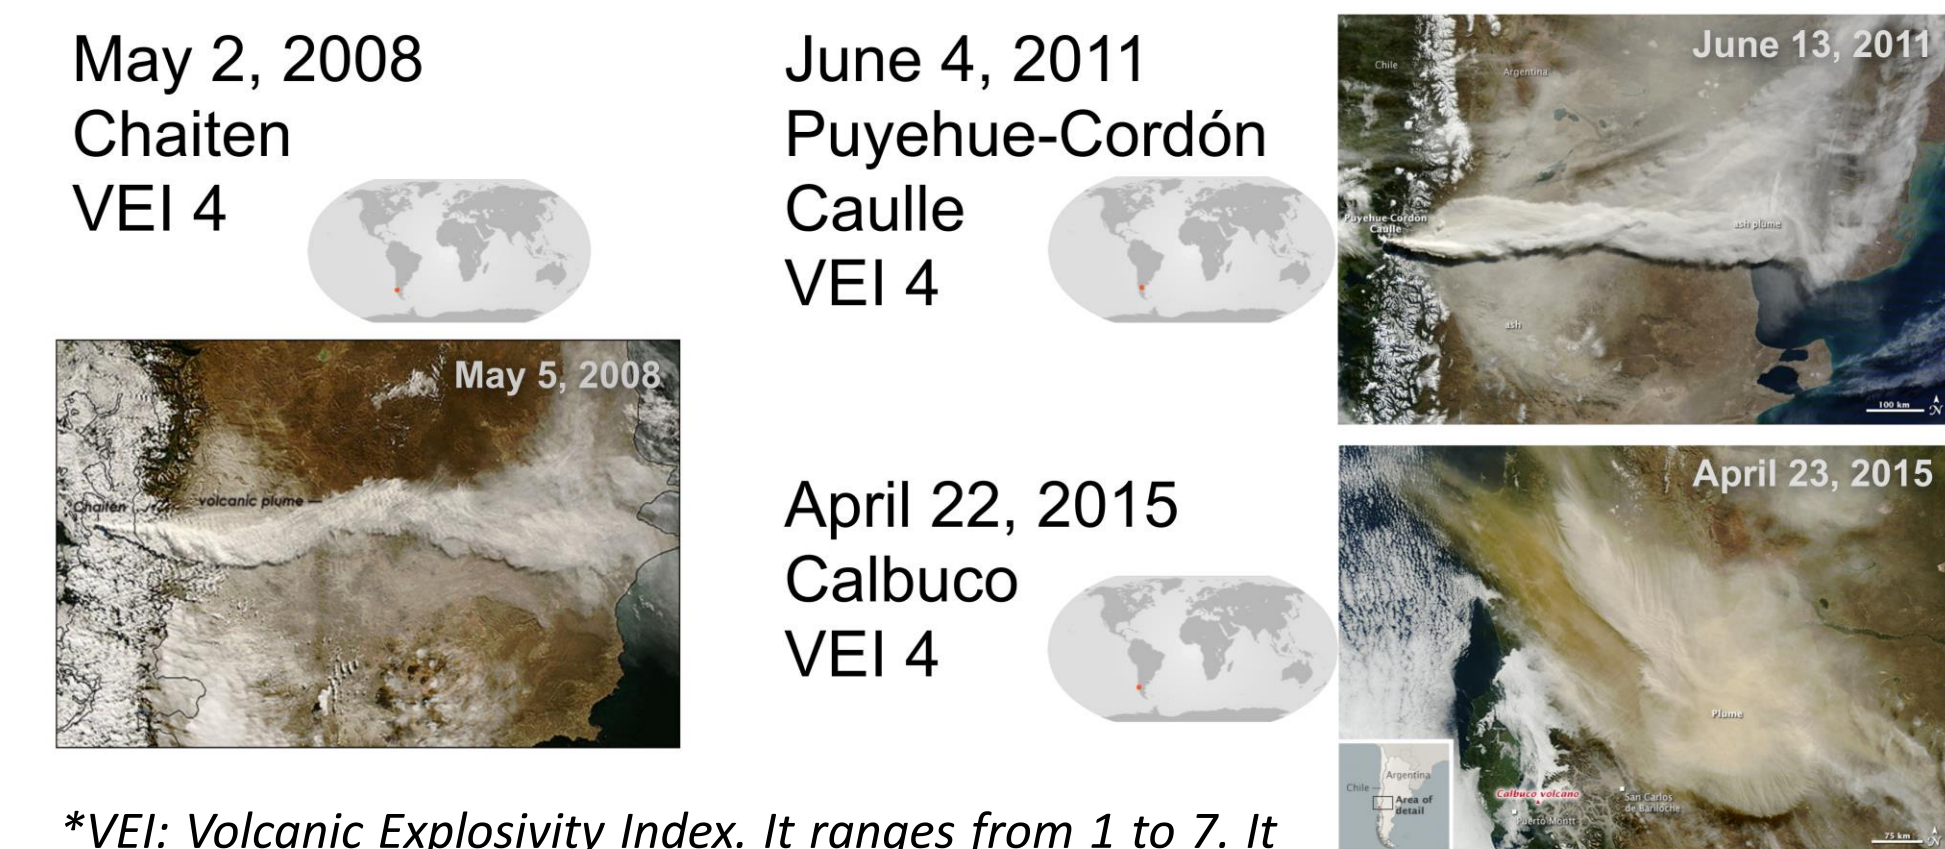 May 2, 2008
Chaiten
VEI 4
May 5, 2008
Chaitén
volcanic plume
June 4, 2011
Puyehue-Cordón
Caulle
VEI 4
June 13, 2011
Chile
Argentina
Puyehue-Cordón
Caulle
ash plume
ash
100 km
N
April 22, 2015
Calbuco
VEI 4
April 23, 2015
Plume
Argentina
Chile
Area of
detail
Calbuco volcano
Puerto Montt
San Carlos
de Bariloche
75 km
N
*VEI: Volcanic Explosivity Index. It ranges from 1 to 7. It